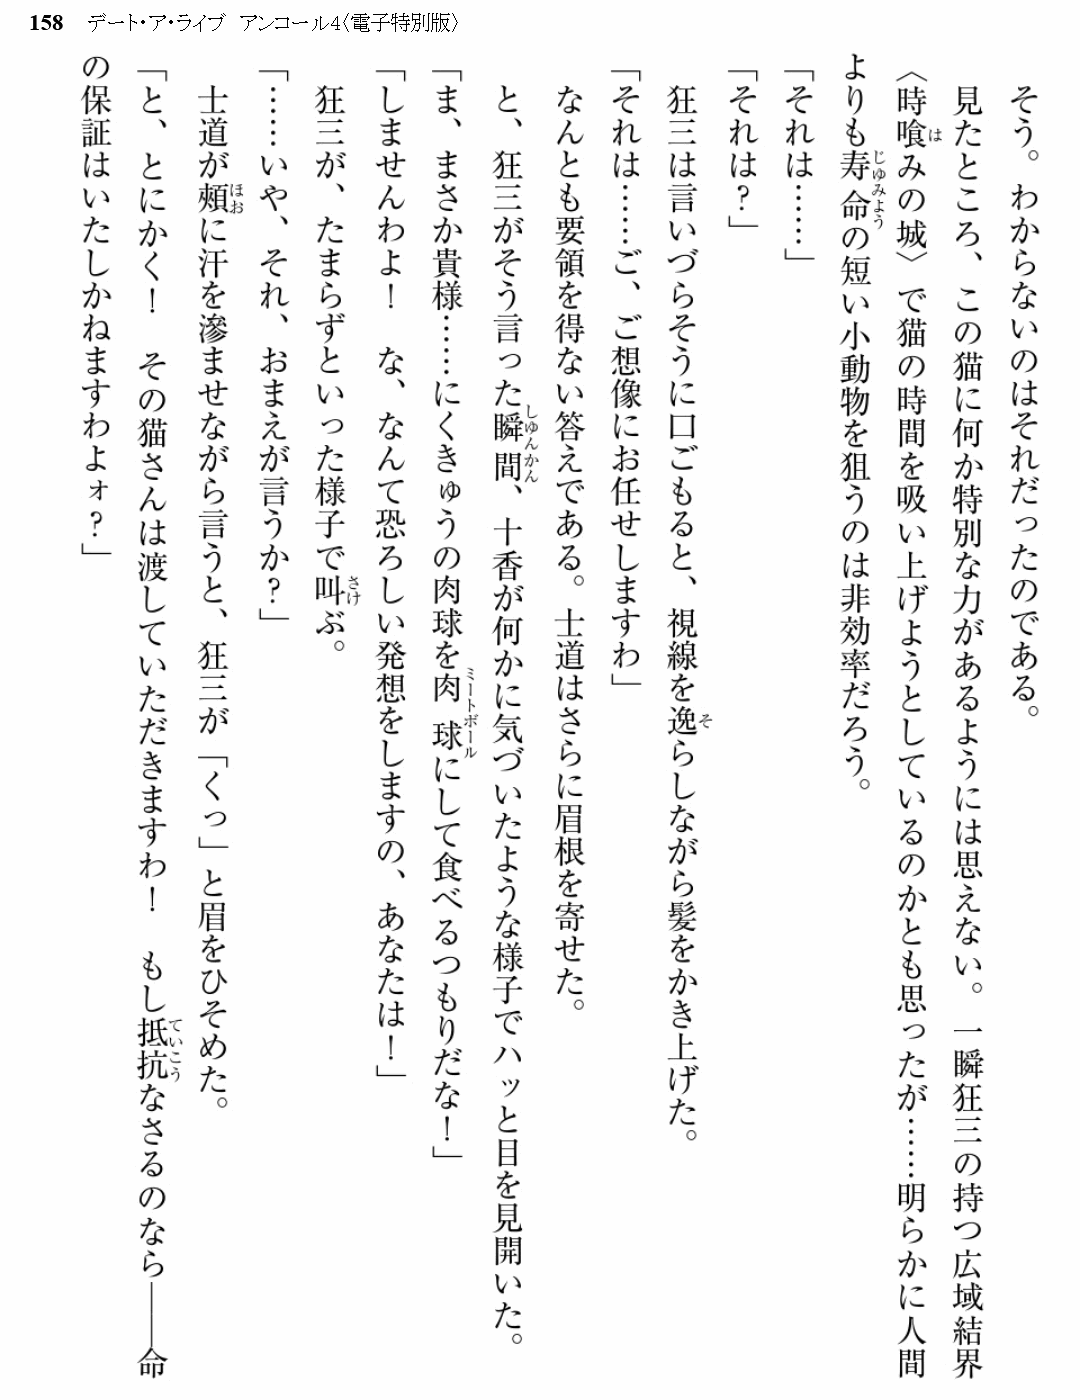 158 デート・ア・ライブ アンコール4〈電子特別版〉
そう。わからないのはそれだったのである。
見たところ、この猫に何か特別な力があるようには思えない。一瞬狂三の持つ広域結界
〈時喰みの城〉で猫の時間を吸い上げようとしているのかとも思ったが……明らかに人間
よりも寿命の短い小動物を狙うのは非効率だろう。
「それは……」
「それは？」
狂三は言いづらそうに口ごもると、視線を逸らしながら髪をかき上げた。
「それは……ご、ご想像にお任せしますわ」
なんとも要領を得ない答えである。士道はさらに眉根を寄せた。
と、狂三がそう言った瞬間、十香が何かに気づいたような様子でハッと目を見開いた。
「ま、まさか貴様……にくきゅうの肉球を肉球にして食べるつもりだな！」
「しませんわよ！　な、なんて恐ろしい発想をしますの、あなたは！」
狂三が、たまらずといった様子で叫ぶ。
「……いや、それ、おまえが言うか？」
士道が頰に汗を滲ませながら言うと、狂三が「くっ」と眉をひそめた。
「と、とにかく！　その猫さんは渡していただきますわ！　もし抵抗なさるのなら――命
の保証はいたしかねますわよォ？」